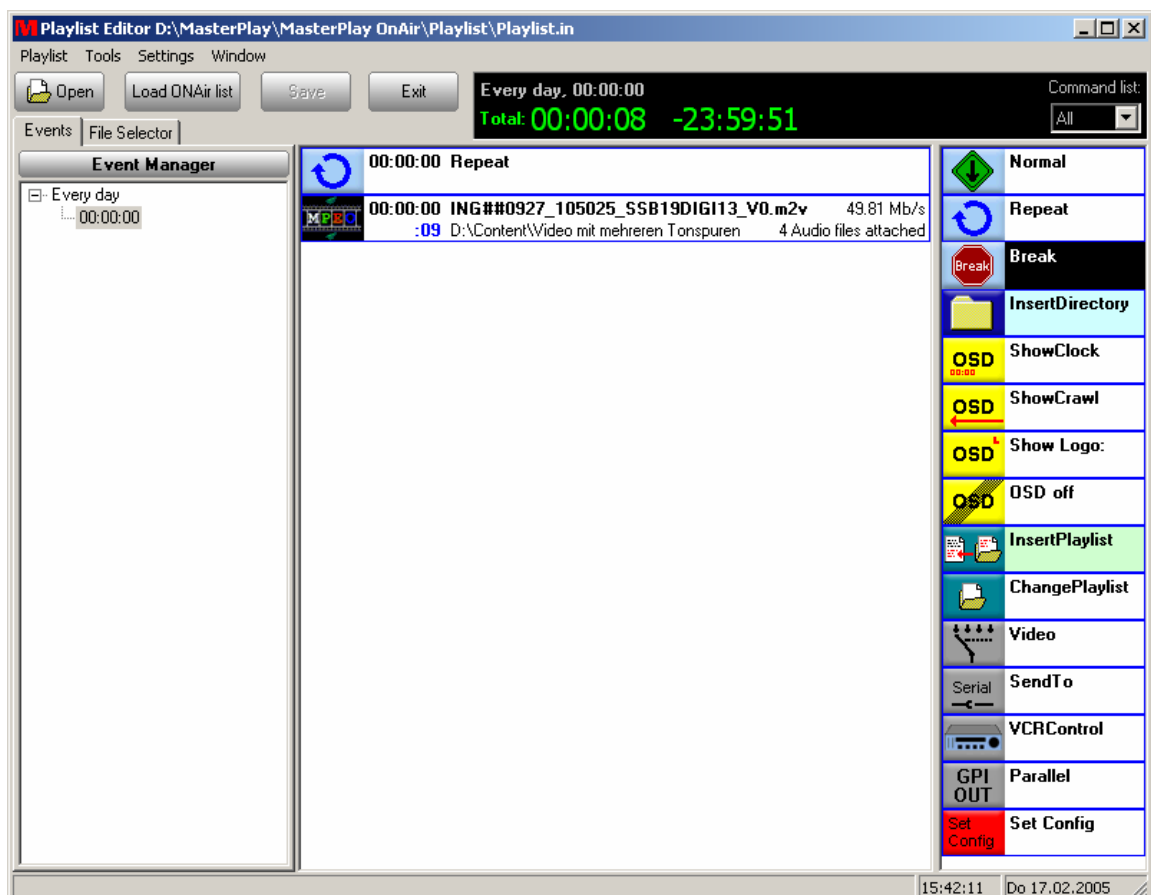 Playlist Editor D:\MasterPlay\MasterPlay OnAir\Playlist\Playlist.in
Playlist Tools Settings Window
Open Load ONAir list Save Exit
Every day, 00:00:00
Total: 00:00:08 -23:59:51
Command list:
All
Events File Selector
Event Manager
Every day
00:00:00
00:00:00 Repeat
MPEG 00:00:00 ING##0927_105025_SSB19DIGI13_V0.m2v 49.81 Mb/s
:09 D:\Content\Video mit mehreren Tonspuren 4 Audio files attached
Normal
Repeat
Break Break
InsertDirectory
OSD 00:00 ShowClock
OSD ShowCrawl
OSD L Show Logo:
OSD OSD off
InsertPlaylist
ChangePlaylist
Video
Serial SendTo
VCRControl
GPI OUT Parallel
Set Config Set Config
15:42:11 Do 17.02.2005